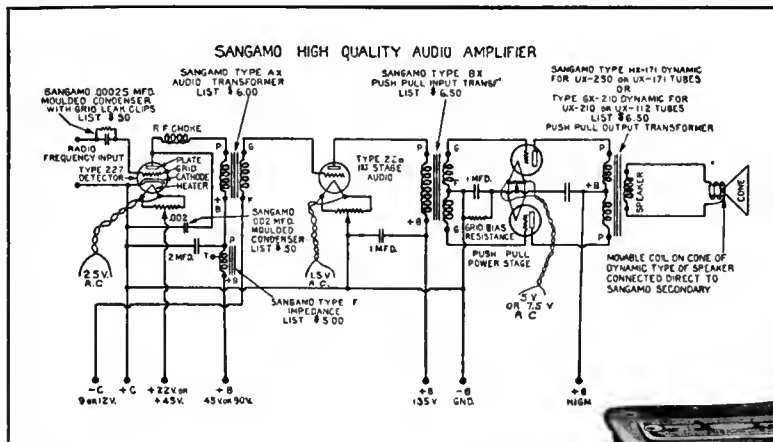 SANGAMO HIGH QUALITY AUDIO AMPLIFIER
SANGAMO .00025 MFD.
MOULDED CONDENSER
WITH GRID LEAK CLIPS
LIST $.50
SANGAMO TYPE AX
AUDIO TRANSFORMER
LIST $6.00
SANGAMO TYPE BX
PUSH PULL INPUT TRANSF
LIST $6.50
SANGAMO TYPE HX-171 DYNAMIC
FOR UX-250 OR UX-171 TUBES
OR
TYPE GX-210 DYNAMIC FOR
UX-210 OR UX-112 TUBES
LIST $6.50
PUSH PULL OUTPUT TRANSFORMER
R F CHOKE
RADIO
FREQUENCY INPUT
TYPE 227
DETECTOR
PLATE
GRID
CATHODE
HEATER
P
G
+
B
F
TYPE 226
1ST STAGE
AUDIO
P
+B
G
F
G
1 MFD.
GRID BIAS
RESISTANCE
PUSH PULL
POWER STAGE
P
+B
P
SPEAKER
CONE
MOVABLE COIL ON CONE OF
DYNAMIC TYPE OF SPEAKER
CONNECTED DIRECT TO
SANGAMO SECONDARY
.002
SANGAMO
.002 MFD.
MOULDED
CONDENSER
LIST $.50
2 MFD.
P
T
+B
SANGAMO TYPE F
IMPEDANCE
LIST $5.00
2.5 V.
A.C
1.5 V.
A.C.
1 MFD.
5 V
OR 7.5 V.
A C
-C
9 OR 12 V.
+C
+22 V. OR
+45 V.
+B
45 V. OR 90 V.
+B
135 V
-B
GND.
+B
HIGH